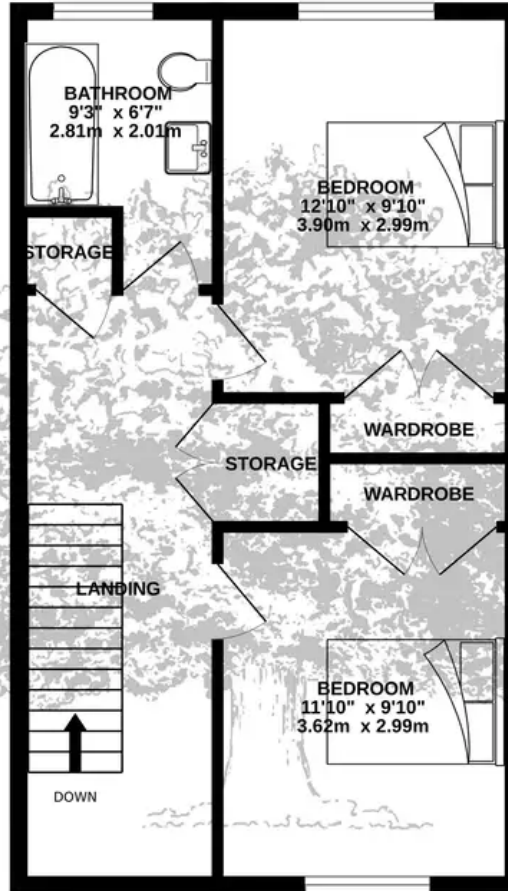 BATHROOM
9'3" x 6'7"
2.81m x 2.01m
BEDROOM
12'10" x 9'10"
3.90m x 2.99m
STORAGE
WARDROBE
STORAGE
WARDROBE
LANDING
BEDROOM
11'10" x 9'10"
3.62m x 2.99m
DOWN